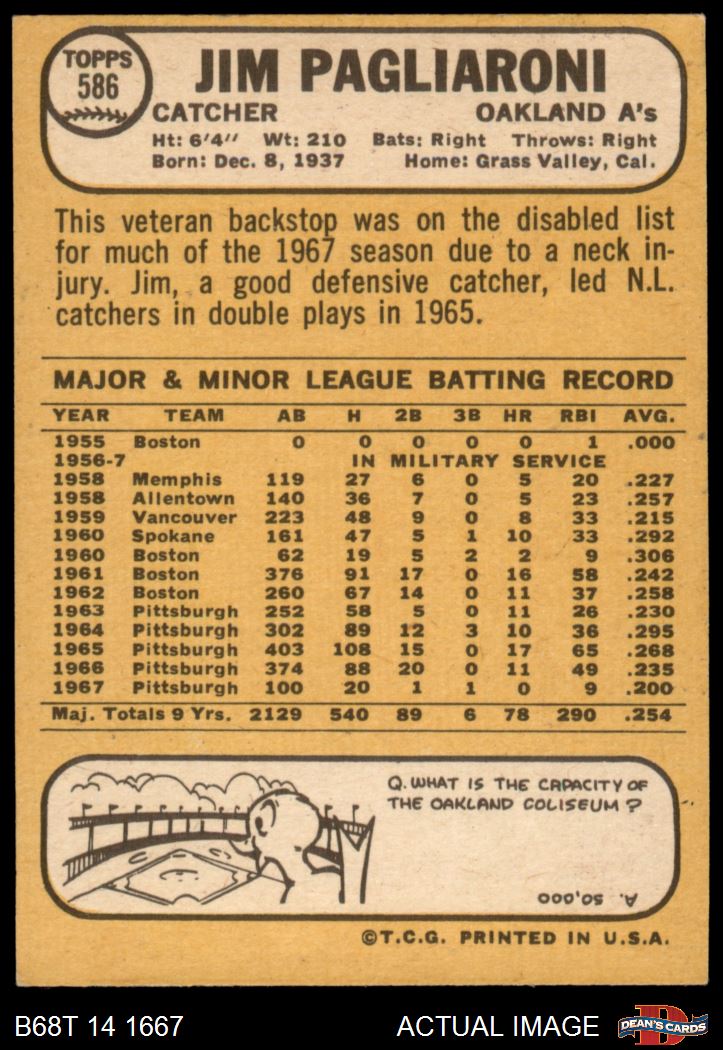 TOPPS
586
JIM PAGLIARONI
CATCHER OAKLAND A's
Ht: 6'4" Wt: 210 Bats: Right Throws: Right
Born: Dec. 8, 1937 Home: Grass Valley, Cal.
This veteran backstop was on the disabled list
for much of the 1967 season due to a neck in-
jury. Jim, a good defensive catcher, led N.L.
catchers in double plays in 1965.
MAJOR & MINOR LEAGUE BATTING RECORD
YEAR TEAM AB H 2B 3B HR RBI AVG.
1955 Boston 0 0 0 0 0 1 .000
1956-7 IN MILITARY SERVICE
1958 Memphis 119 27 6 0 5 20 .227
1958 Allentown 140 36 7 0 5 23 .257
1959 Vancouver 223 48 9 0 8 33 .215
1960 Spokane 161 47 5 1 10 33 .292
1960 Boston 62 19 5 2 2 9 .306
1961 Boston 376 91 17 0 16 58 .242
1962 Boston 260 67 14 0 11 37 .258
1963 Pittsburgh 252 58 5 0 11 26 .230
1964 Pittsburgh 302 89 12 3 10 36 .295
1965 Pittsburgh 403 108 15 0 17 65 .268
1966 Pittsburgh 374 88 20 0 11 49 .235
1967 Pittsburgh 100 20 1 1 0 9 .200
Maj. Totals 9 Yrs. 2129 540 89 6 78 290 .254
Q. WHAT IS THE CAPACITY OF
THE OAKLAND COLISEUM?
A. 50,000
©T.C.G. PRINTED IN U.S.A.
B68T 14 1667 ACTUAL IMAGE D DEAN'S CARDS